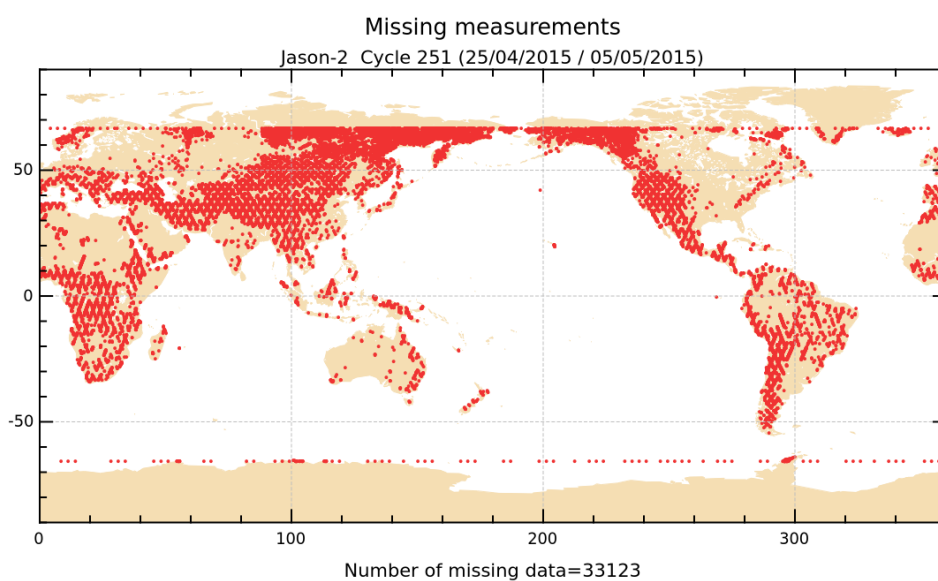 Missing measurements
Jason-2  Cycle 251 (25/04/2015 / 05/05/2015)
50
0
-50
0
100
200
300
Number of missing data=33123